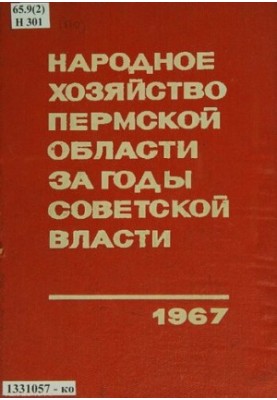 65.9(2)
Н 301
НАРОДНОЕ
ХОЗЯЙСТВО
ПЕРМСКОЙ
ОБЛАСТИ
ЗА ГОДЫ
СОВЕТСКОЙ
ВЛАСТИ
1967
1331057 - ко